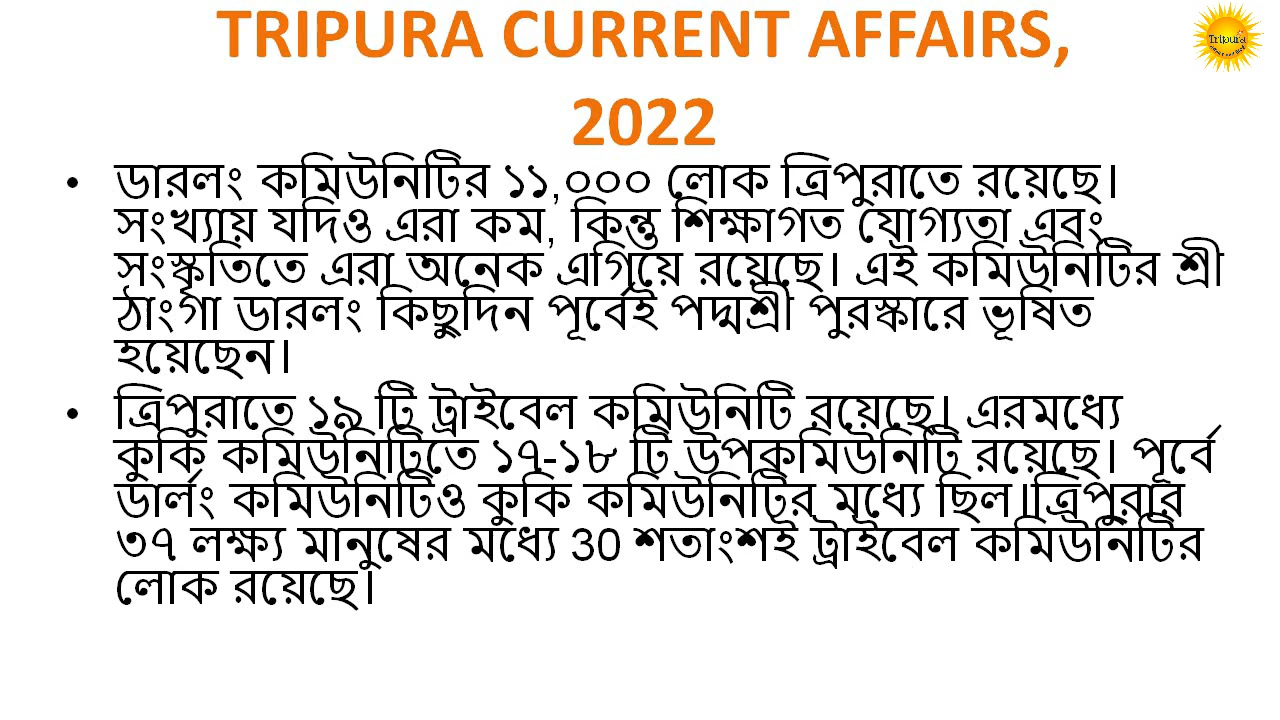 TRIPURA CURRENT AFFAIRS,
2022
Tripura
• ডারলং কমিউনিটির ১১,০০০ লোক ত্রিপুরাতে রয়েছে।
সংখ্যায় যদিও এরা কম, কিন্তু শিক্ষাগত যোগ্যতা এবং
সংস্কৃতিতে এরা অনেক এগিয়ে রয়েছে। এই কমিউনিটির শ্রী
ঠাংগা ডারলং কিছুদিন পূর্বেই পদ্মশ্রী পুরস্কারে ভূষিত
হয়েছেন।
• ত্রিপুরাতে ১৯ টি ট্রাইবেল কমিউনিটি রয়েছে। এরমধ্যে
কুকি কমিউনিটিতে ১৭-১৮ টি উপকমিউনিটি রয়েছে। পূর্বে
ডার্লং কমিউনিটিও কুকি কমিউনিটির মধ্যে ছিল।ত্রিপুরার
৩৭ লক্ষ্য মানুষের মধ্যে 30 শতাংশই ট্রাইবেল কমিউনিটির
লোক রয়েছে।